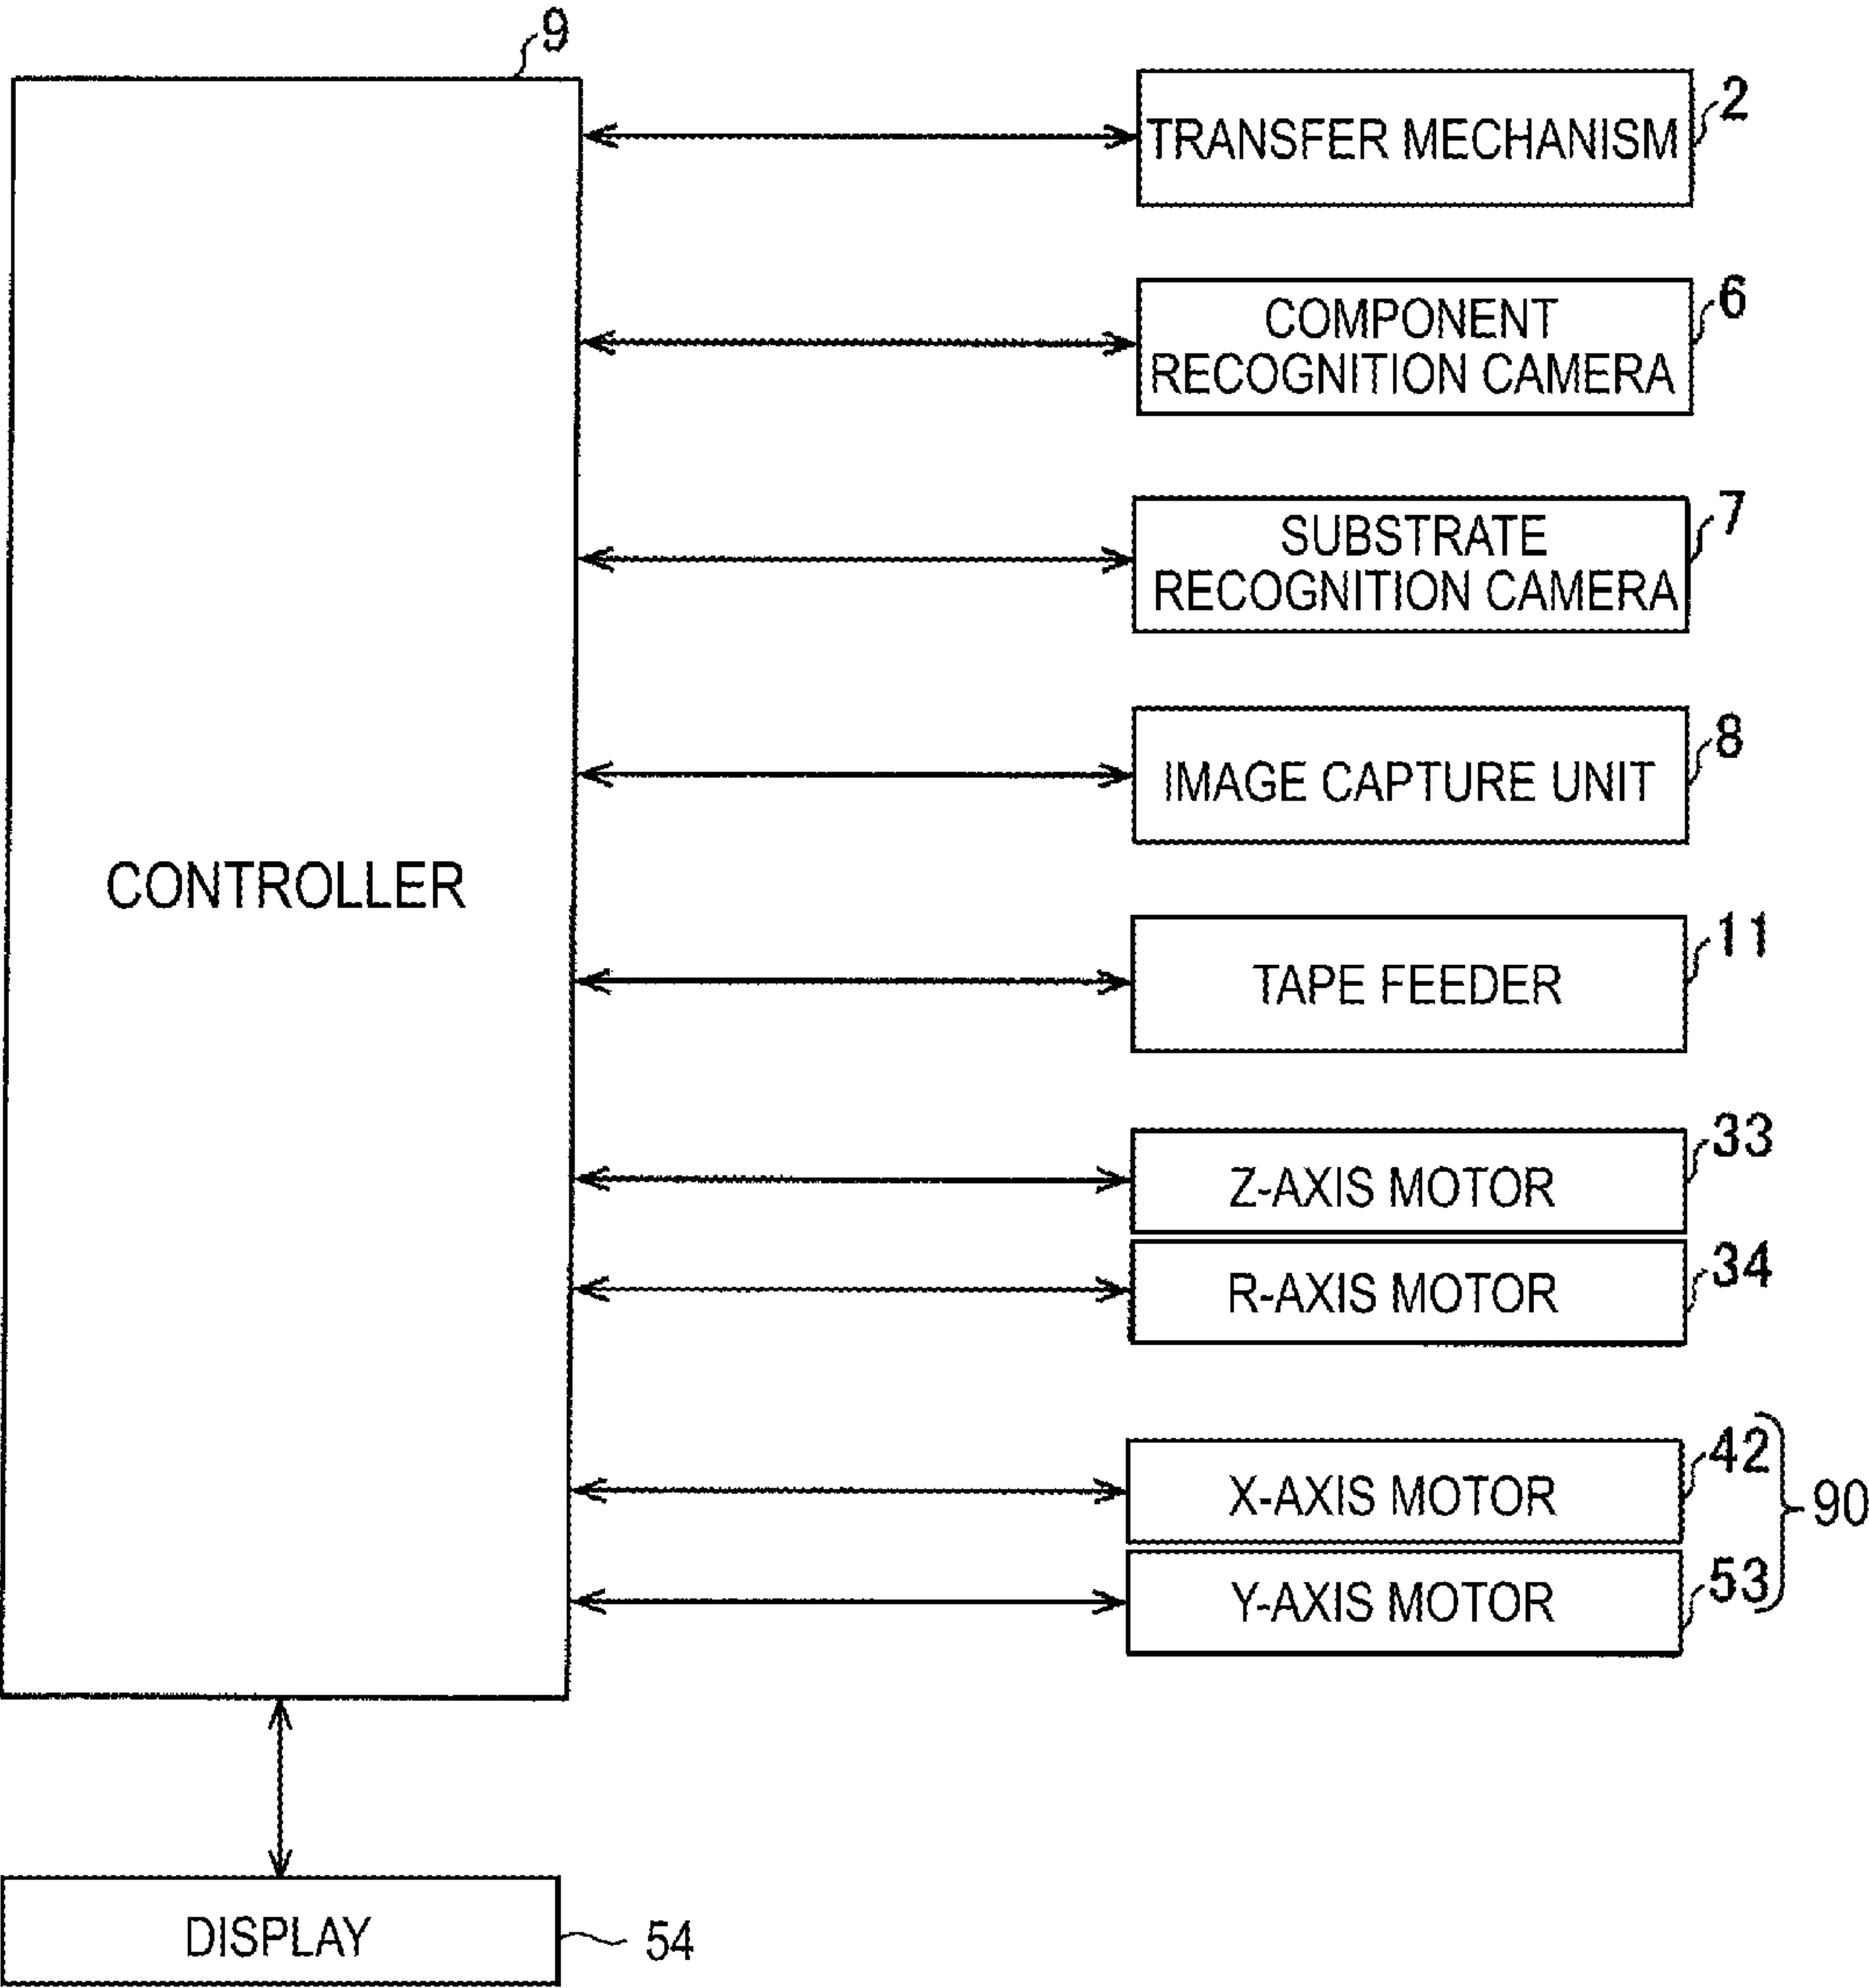 9
TRANSFER MECHANISM
2
COMPONENT
RECOGNITION CAMERA
6
SUBSTRATE
RECOGNITION CAMERA
7
IMAGE CAPTURE UNIT
8
CONTROLLER
TAPE FEEDER
11
Z-AXIS MOTOR
33
R-AXIS MOTOR
34
X-AXIS MOTOR
42
90
Y-AXIS MOTOR
53
DISPLAY
54